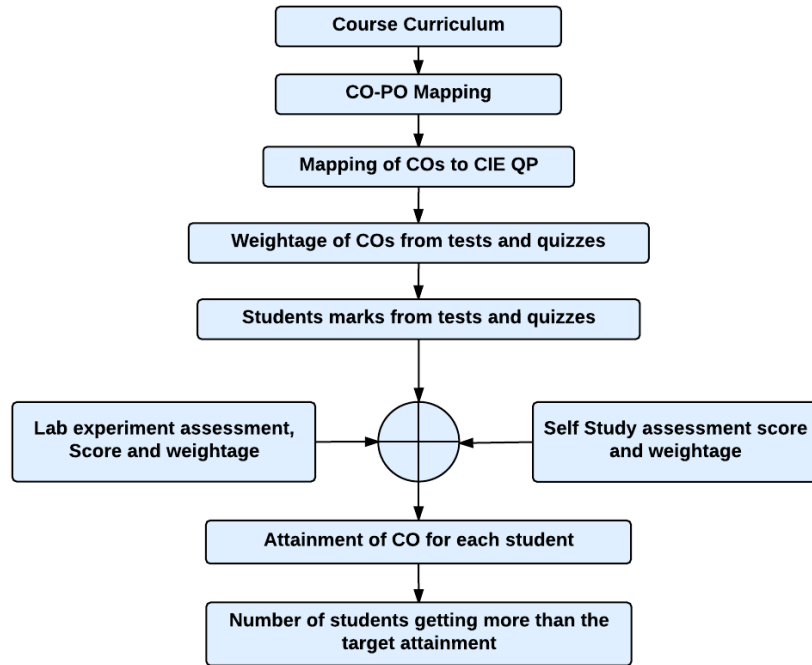 Course Curriculum
CO-PO Mapping
Mapping of COs to CIE QP
Weightage of COs from tests and quizzes
Students marks from tests and quizzes
Lab experiment assessment,
Score and weightage
Self Study assessment score
and weightage
Attainment of CO for each student
Number of students getting more than the
target attainment